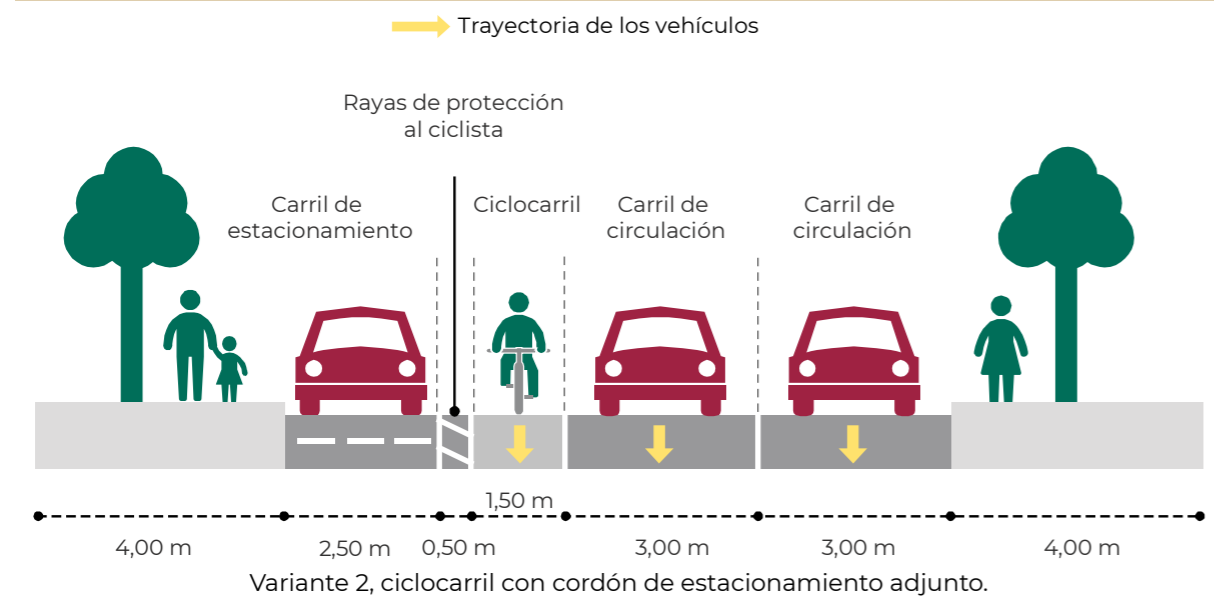 Trayectoria de los vehículos
Rayas de protección
al ciclista
Carril de
estacionamiento
Ciclocarril
Carril de
circulación
Carril de
circulación
1,50 m
4,00 m
2,50 m
0,50 m
3,00 m
3,00 m
4,00 m
Variante 2, ciclocarril con cordón de estacionamiento adjunto.